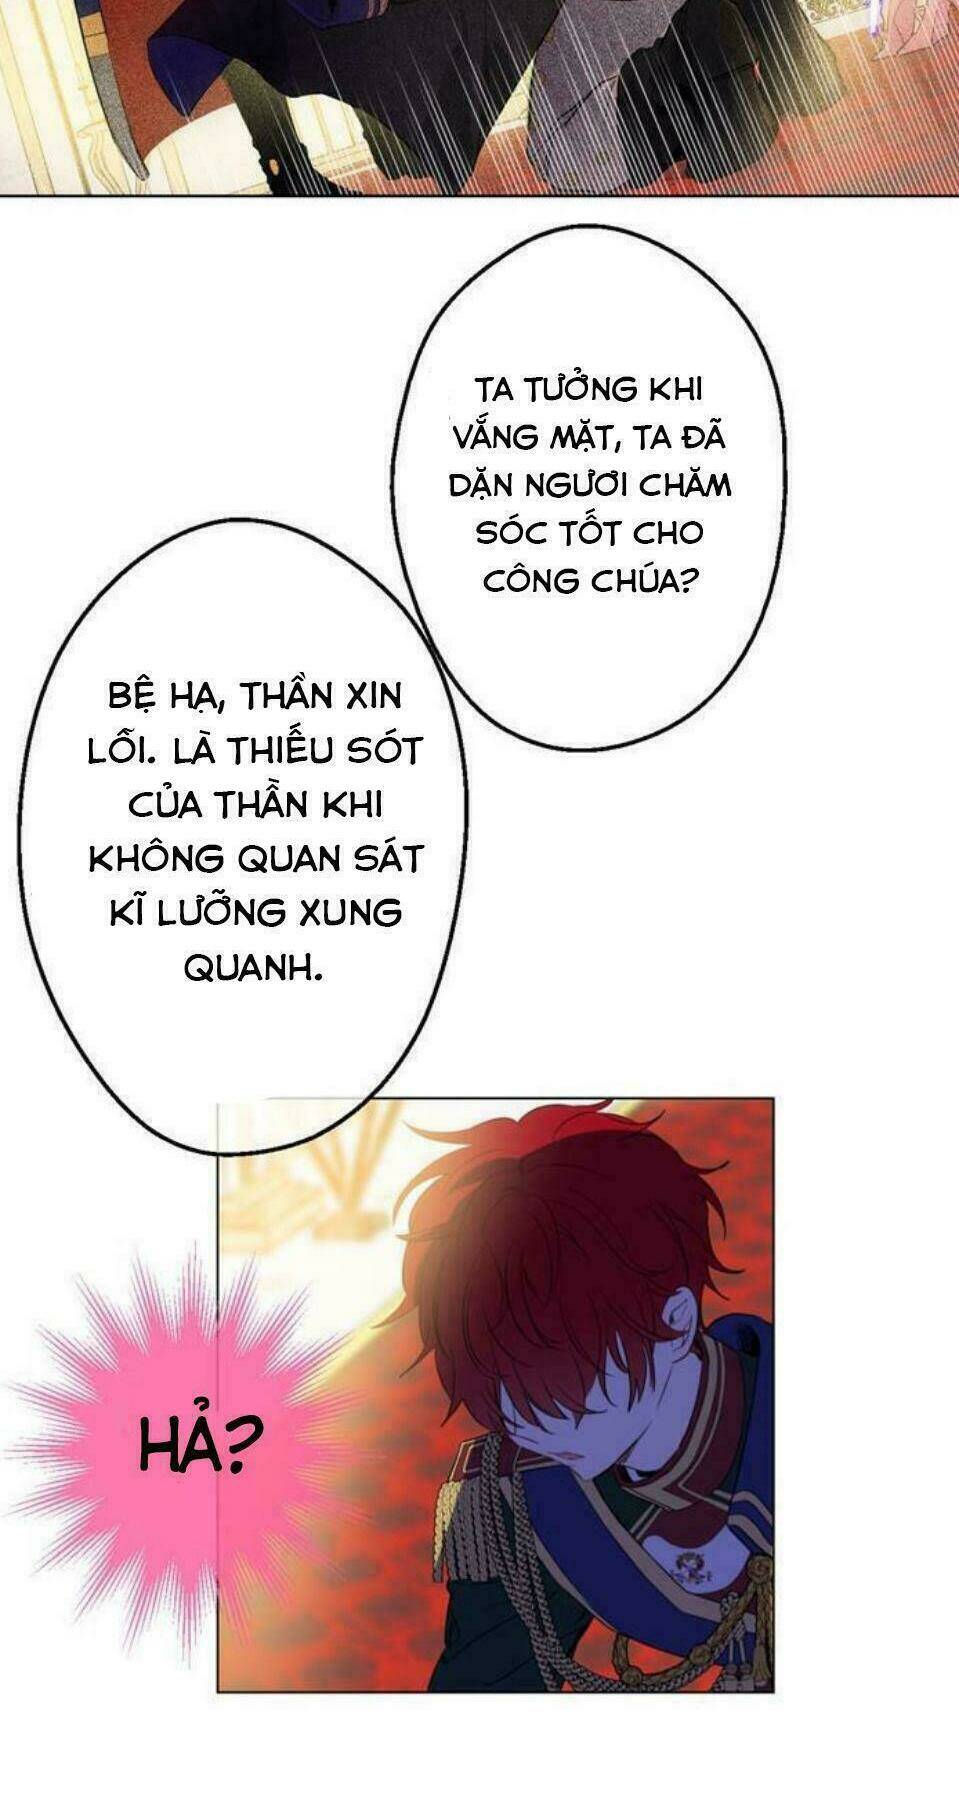 TA TƯỞNG KHI
VẮNG MẶT, TA ĐÃ
DẶN NGƯƠI CHĂM
SÓC TỐT CHO
CÔNG CHÚA?
BỆ HẠ, THẦN XIN
LỖI. LÀ THIẾU SÓT
CỦA THẦN KHI
KHÔNG QUAN SÁT
KĨ LƯỠNG XUNG
QUANH.
HẢ?